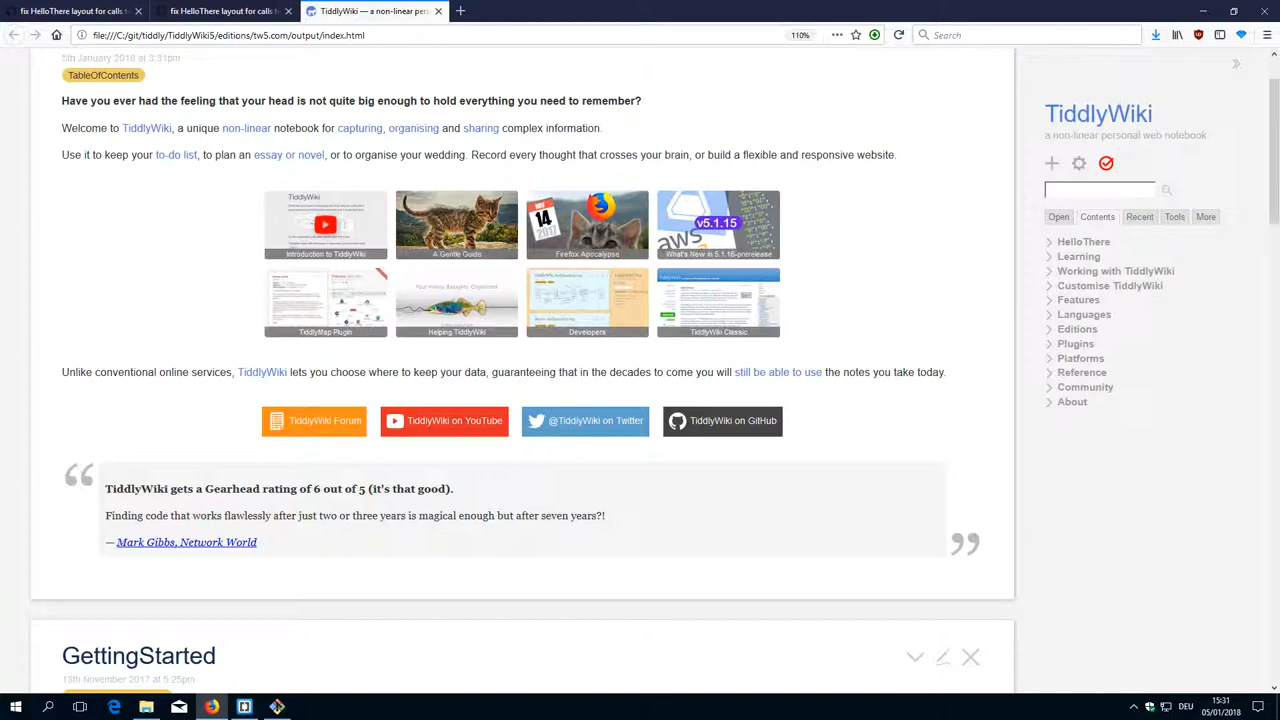 fix HelloThere layout for calls t
fix HelloThere layout for calls t
TiddlyWiki — a non-linear per
file:///C:/git/tiddly/TiddlyWiki5/editions/tw5.com/output/index.html
110%
Search
5th January 2018 at 3:31pm
TableOfContents
Have you ever had the feeling that your head is not quite big enough to hold everything you need to remember?
Welcome to TiddlyWiki, a unique non-linear notebook for capturing, organising and sharing complex information.
Use it to keep your to-do list, to plan an essay or novel, or to organise your wedding. Record every thought that crosses your brain, or build a flexible and responsive website.
TiddlyWiki
Introduction to TiddlyWiki
A Gentle Guide
NOV
14
2017
Firefox Apocalypse
v5.1.15
aws
What's New in 5.1.16-prerelease
TiddlyMap Plugin
Helping TiddlyWiki
Developers
TiddlyWiki Classic
Unlike conventional online services, TiddlyWiki lets you choose where to keep your data, guaranteeing that in the decades to come you will still be able to use the notes you take today.
TiddlyWiki Forum
TiddlyWiki on YouTube
@TiddlyWiki on Twitter
TiddlyWiki on GitHub
TiddlyWiki gets a Gearhead rating of 6 out of 5 (it's that good).
Finding code that works flawlessly after just two or three years is magical enough but after seven years?!
— Mark Gibbs, Network World
GettingStarted
13th November 2017 at 5:25pm
TiddlyWiki
a non-linear personal web notebook
Open
Contents
Recent
Tools
More
HelloThere
Learning
Working with TiddlyWiki
Customise TiddlyWiki
Features
Languages
Editions
Plugins
Platforms
Reference
Community
About
DEU
15:31
05/01/2018